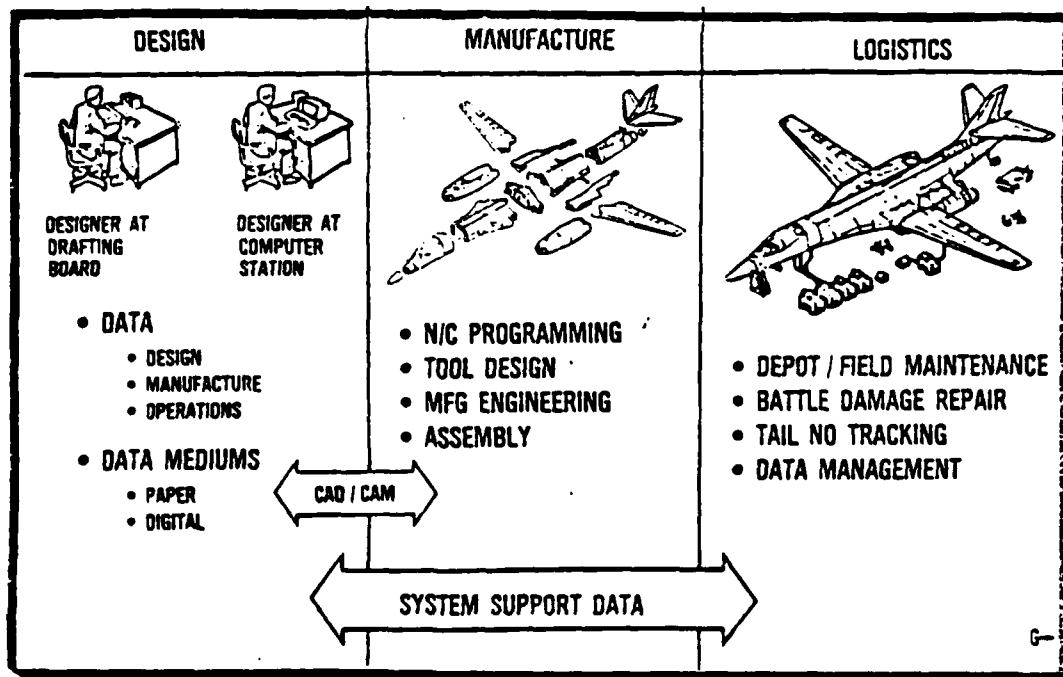 DESIGN
MANUFACTURE
LOGISTICS
DESIGNER AT
DRAFTING
BOARD
DESIGNER AT
COMPUTER
STATION
• DATA
• DESIGN
• MANUFACTURE
• OPERATIONS
• DATA MEDIUMS
• PAPER
• DIGITAL
CAD / CAM
• N/C PROGRAMMING
• TOOL DESIGN
• MFG ENGINEERING
• ASSEMBLY
• DEPOT / FIELD MAINTENANCE
• BATTLE DAMAGE REPAIR
• TAIL NO TRACKING
• DATA MANAGEMENT
SYSTEM SUPPORT DATA
G-